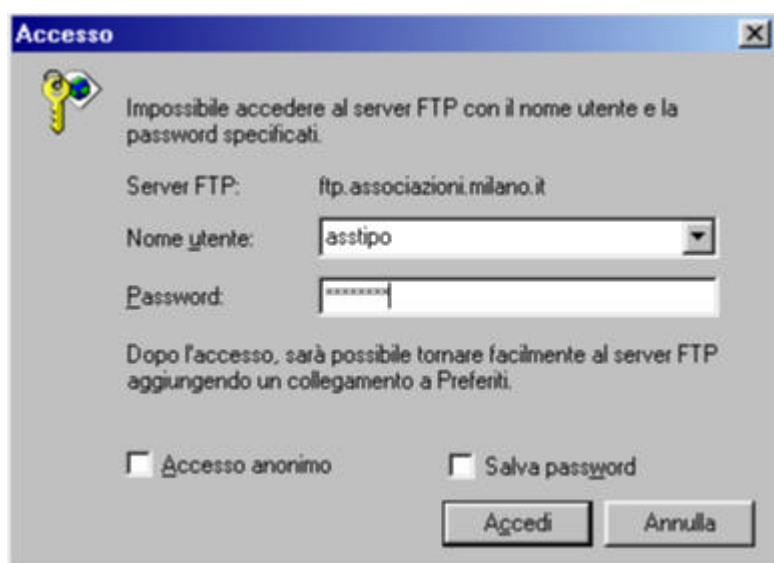 Accesso
Impossibile accedere al server FTP con il nome utente e la
password specificati.
Server FTP: ftp.associazioni.milano.it
Nome utente: asstipo
Password: ********
Dopo l'accesso, sarà possibile tornare facilmente al server FTP
aggiungendo un collegamento a Preferiti.
Accesso anonimo Salva password
Accedi Annulla